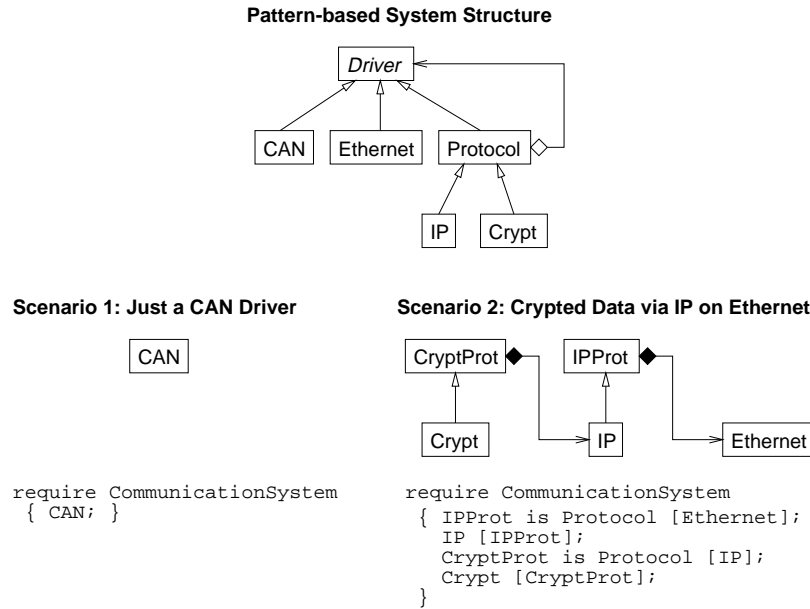 Pattern-based System Structure
Driver
CAN
Ethernet
Protocol
IP
Crypt
Scenario 1: Just a CAN Driver
CAN
require CommunicationSystem
{ CAN; }
Scenario 2: Crypted Data via IP on Ethernet
CryptProt
IPProt
Crypt
IP
Ethernet
require CommunicationSystem
{ IPProt is Protocol [Ethernet];
IP [IPProt];
CryptProt is Protocol [IP];
Crypt [CryptProt];
}